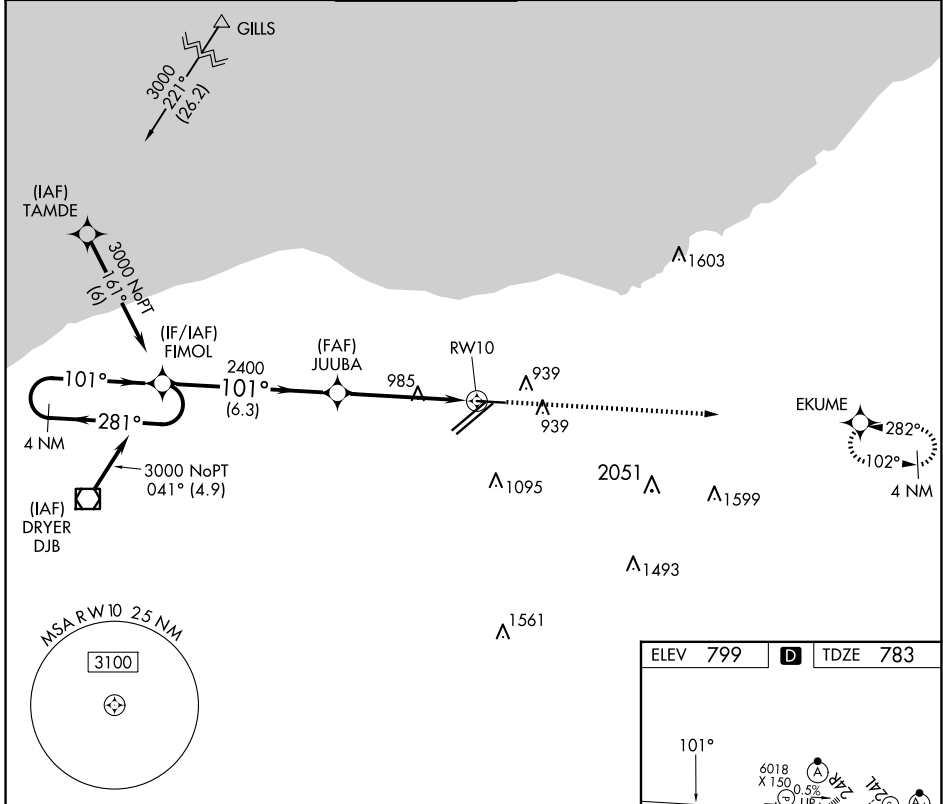 GILLS
3000
221°
(26.2)
(IAF)
TAMDE
3000 NoPT
161°
(6)
1603
(IF/IAF)
FIMOL
(FAF)
JUUBA
RW10
2400
101°
101°
(6.3)
985
939
939
EKUME
281°
282°
102°
4 NM
4 NM
3000 NoPT
041° (4.9)
(IAF)
DRYER
DJB
1095
2051
1599
1493
1561
MSA RW10 25 NM
3100
ELEV 799 D TDZE 783
101°
6018
X 150
A
0.5%
P
24R
24L